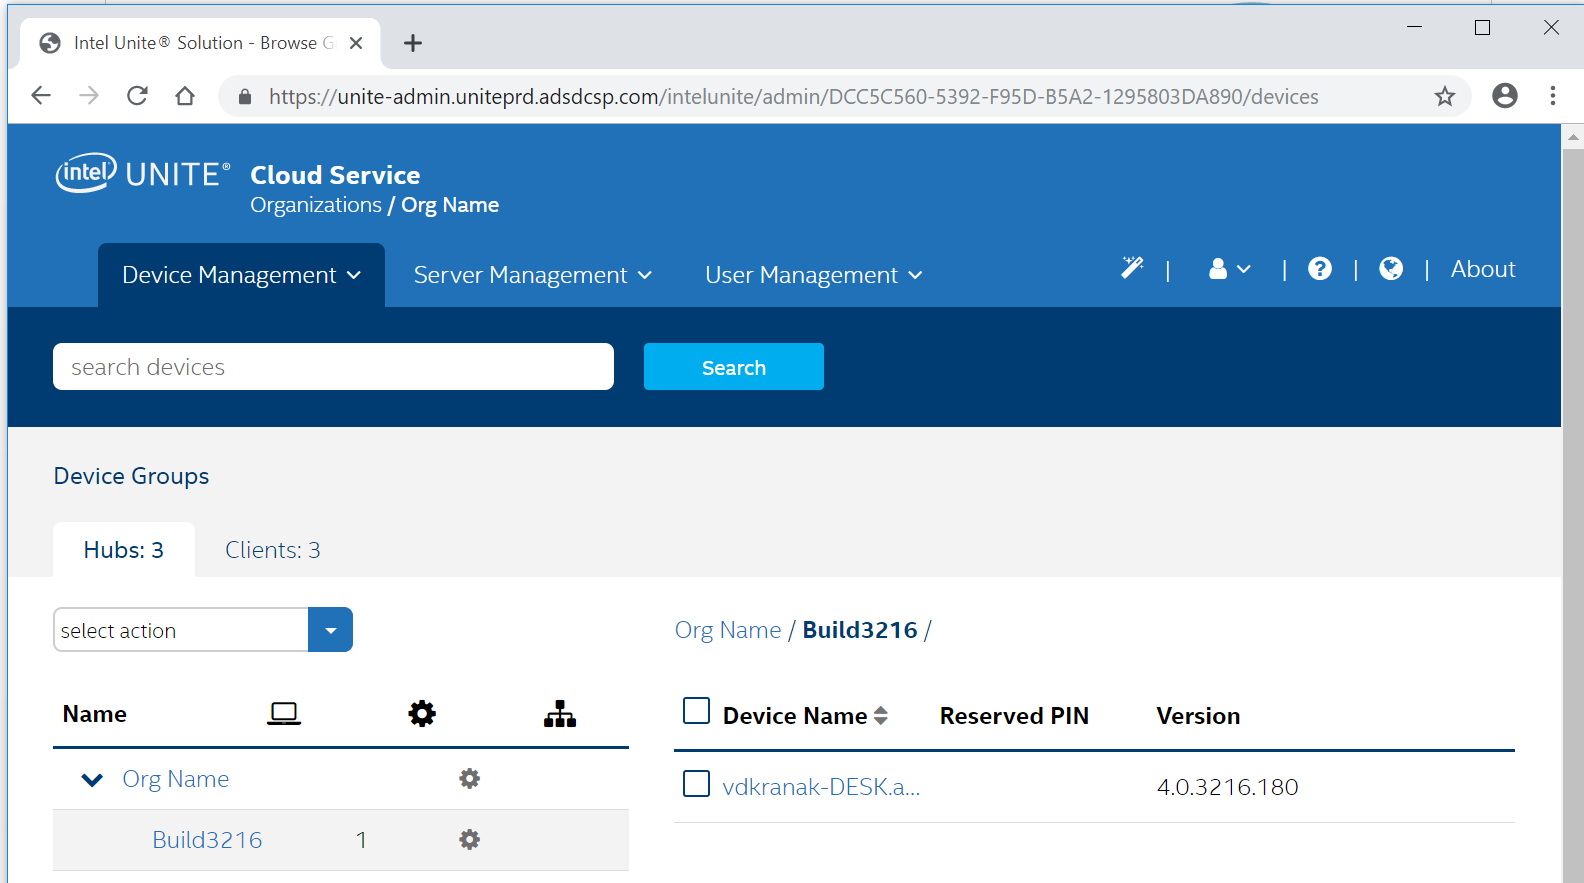 Intel Unite® Solution - Browse G
https://unite-admin.uniteprd.adsdcsp.com/intelunite/admin/DCC5C560-5392-F95D-B5A2-1295803DA890/devices
intel UNITE® Cloud Service
Organizations / Org Name
Device Management Server Management User Management | | ? | | About
search devices Search
Device Groups
Hubs: 3 Clients: 3
select action
Org Name / Build3216 /
Name
Device Name Reserved PIN Version
Org Name
vdkranak-DESK.a... 4.0.3216.180
Build3216 1